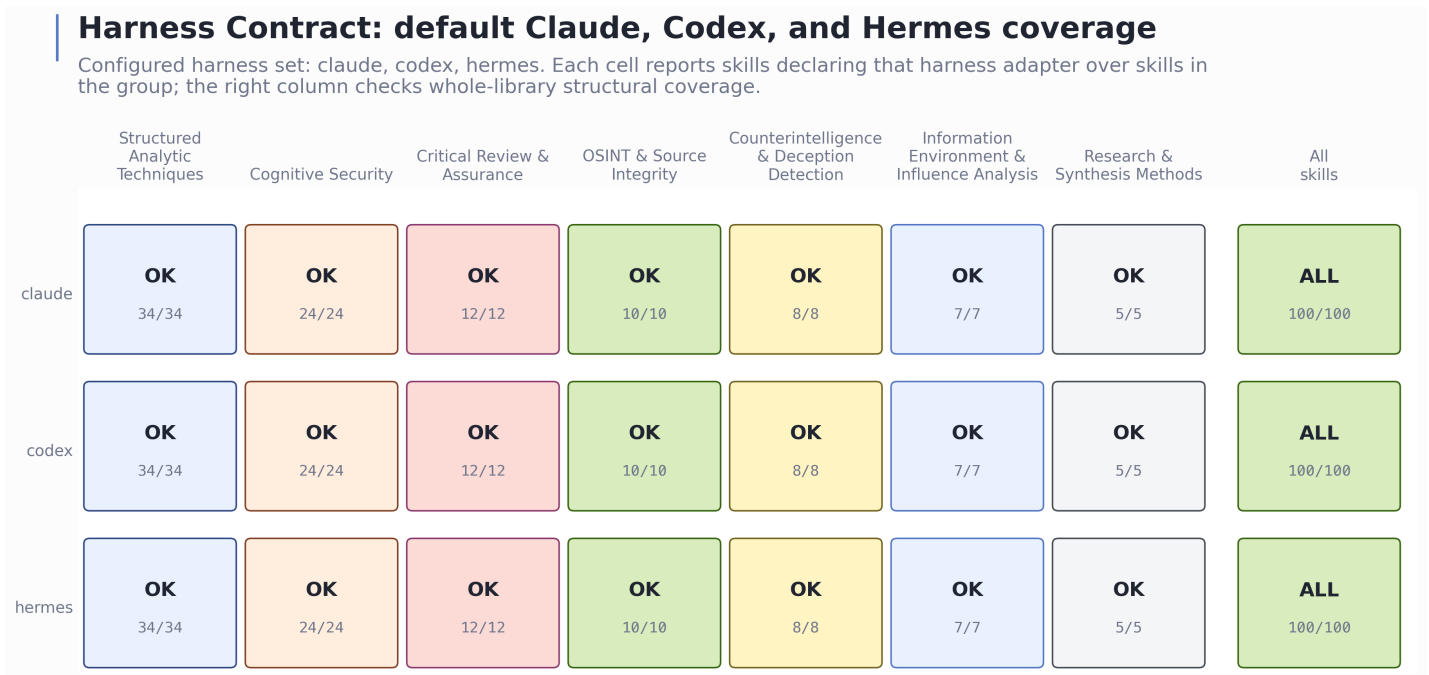 Harness Contract: default Claude, Codex, and Hermes coverage
Configured harness set: claude, codex, hermes. Each cell reports skills declaring that harness adapter over skills in
the group; the right column checks whole-library structural coverage.
Structured
Analytic
Techniques
Cognitive Security
Critical Review &
Assurance
OSINT & Source
Integrity
Counterintelligence
& Deception
Detection
Information
Environment &
Influence Analysis
Research &
Synthesis Methods
All
skills
claude
OK
34/34
OK
24/24
OK
12/12
OK
10/10
OK
8/8
OK
7/7
OK
5/5
ALL
100/100
codex
OK
34/34
OK
24/24
OK
12/12
OK
10/10
OK
8/8
OK
7/7
OK
5/5
ALL
100/100
hermes
OK
34/34
OK
24/24
OK
12/12
OK
10/10
OK
8/8
OK
7/7
OK
5/5
ALL
100/100